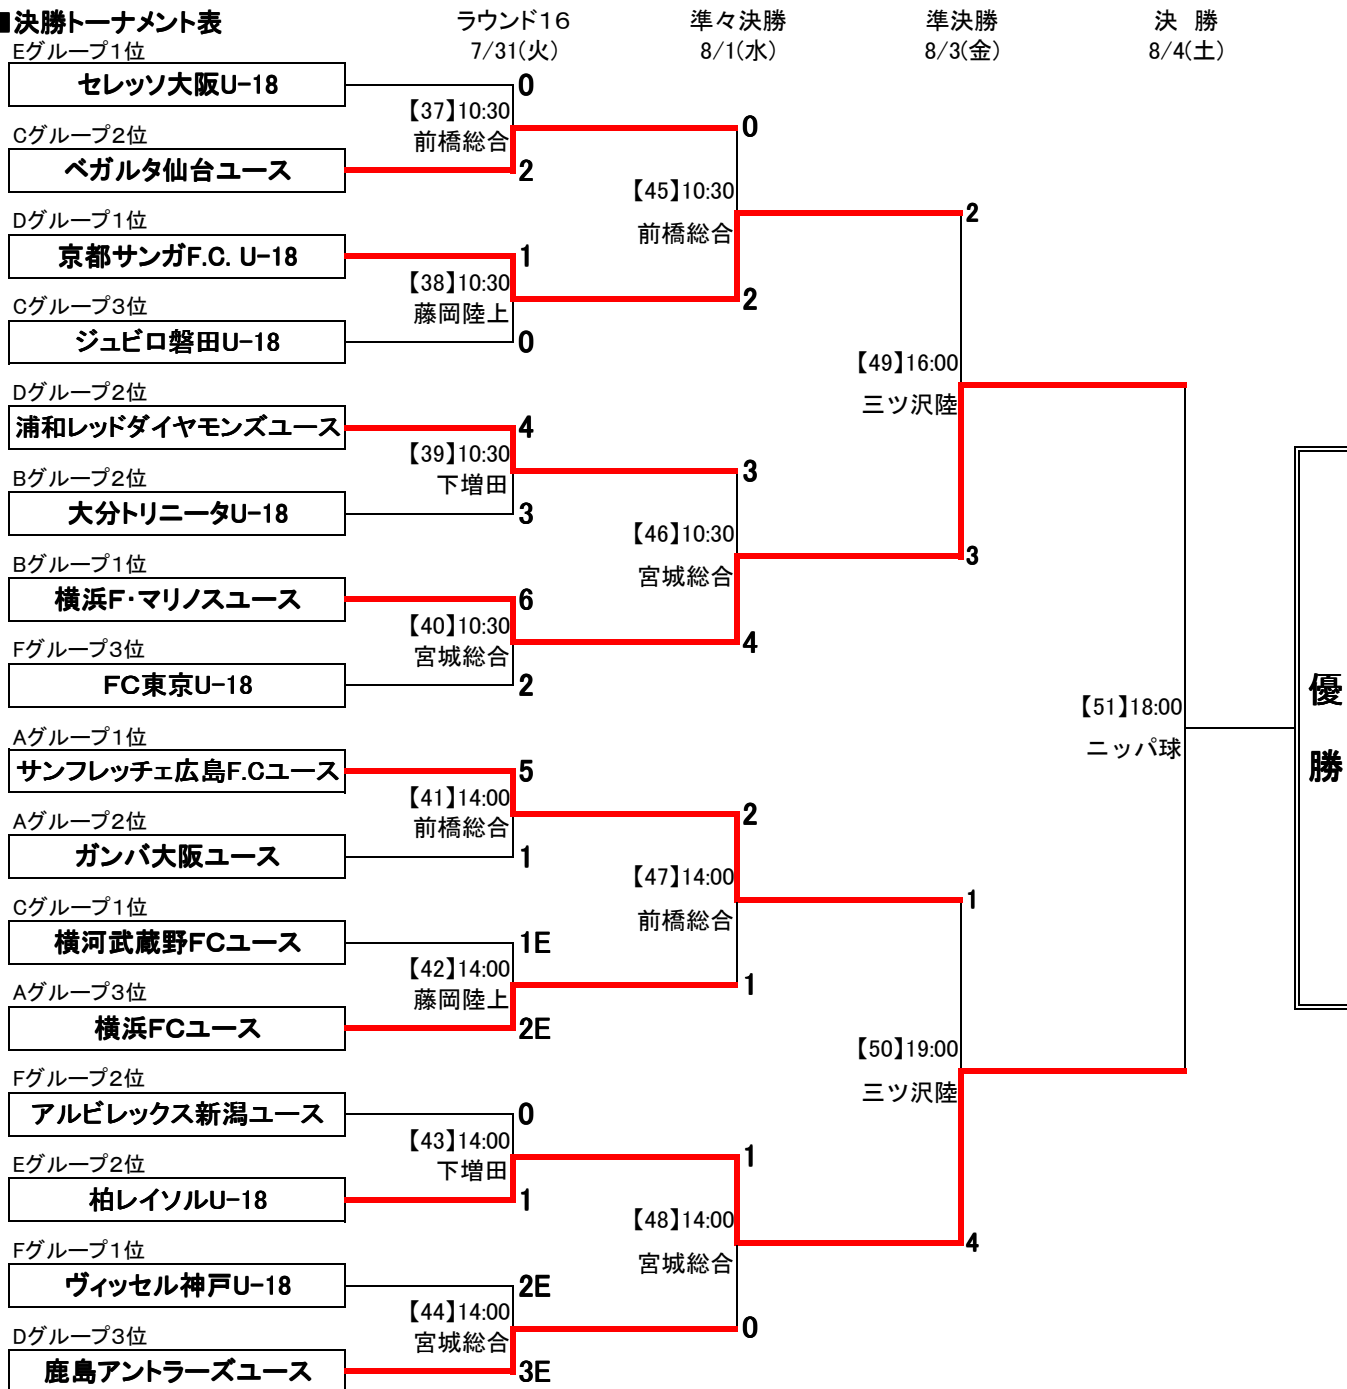 ■決勝トーナメント表
ラウンド16
準々決勝
準決勝
決 勝
7/31(火)
8/1(水)
8/3(金)
8/4(土)
Eグループ1位
セレッソ大阪U-18
0
【37】10:30
前橋総合
Cグループ2位
ベガルタ仙台ユース
2
0
【45】10:30
前橋総合
Dグループ1位
京都サンガF.C. U-18
1
【38】10:30
藤岡陸上
Cグループ3位
ジュビロ磐田U-18
0
2
2
【49】16:00
三ツ沢陸
Dグループ2位
浦和レッドダイヤモンズユース
4
【39】10:30
下増田
Bグループ2位
大分トリニータU-18
3
3
【46】10:30
宮城総合
Bグループ1位
横浜F・マリノスユース
6
【40】10:30
宮城総合
Fグループ3位
FC東京U-18
2
4
3
【51】18:00
ニッパ球
優
勝
Aグループ1位
サンフレッチェ広島F.Cユース
5
【41】14:00
前橋総合
Aグループ2位
ガンバ大阪ユース
1
2
【47】14:00
前橋総合
Cグループ1位
横河武蔵野FCユース
1E
【42】14:00
藤岡陸上
Aグループ3位
横浜FCユース
2E
1
1
【50】19:00
三ツ沢陸
Fグループ2位
アルビレックス新潟ユース
0
【43】14:00
下増田
Eグループ2位
柏レイソルU-18
1
1
【48】14:00
宮城総合
4
Fグループ1位
ヴィッセル神戸U-18
2E
【44】14:00
宮城総合
Dグループ3位
鹿島アントラーズユース
3E
0